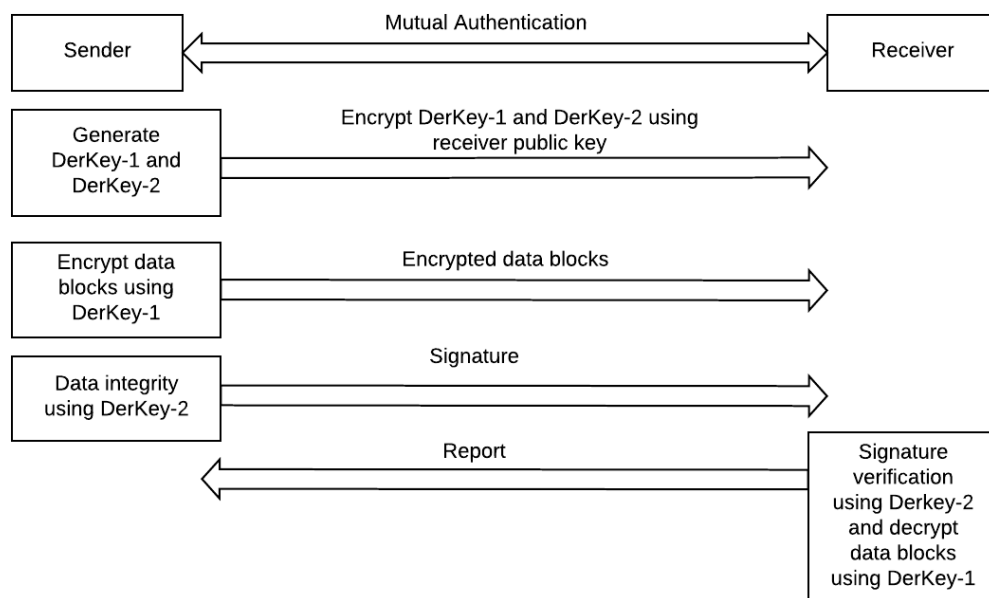 Mutual Authentication
Sender
Receiver
Generate
DerKey-1 and
DerKey-2
Encrypt DerKey-1 and DerKey-2 using
receiver public key
Encrypt data
blocks using
DerKey-1
Encrypted data blocks
Data integrity
using DerKey-2
Signature
Report
Signature
verification
using Derkey-2
and decrypt
data blocks
using DerKey-1